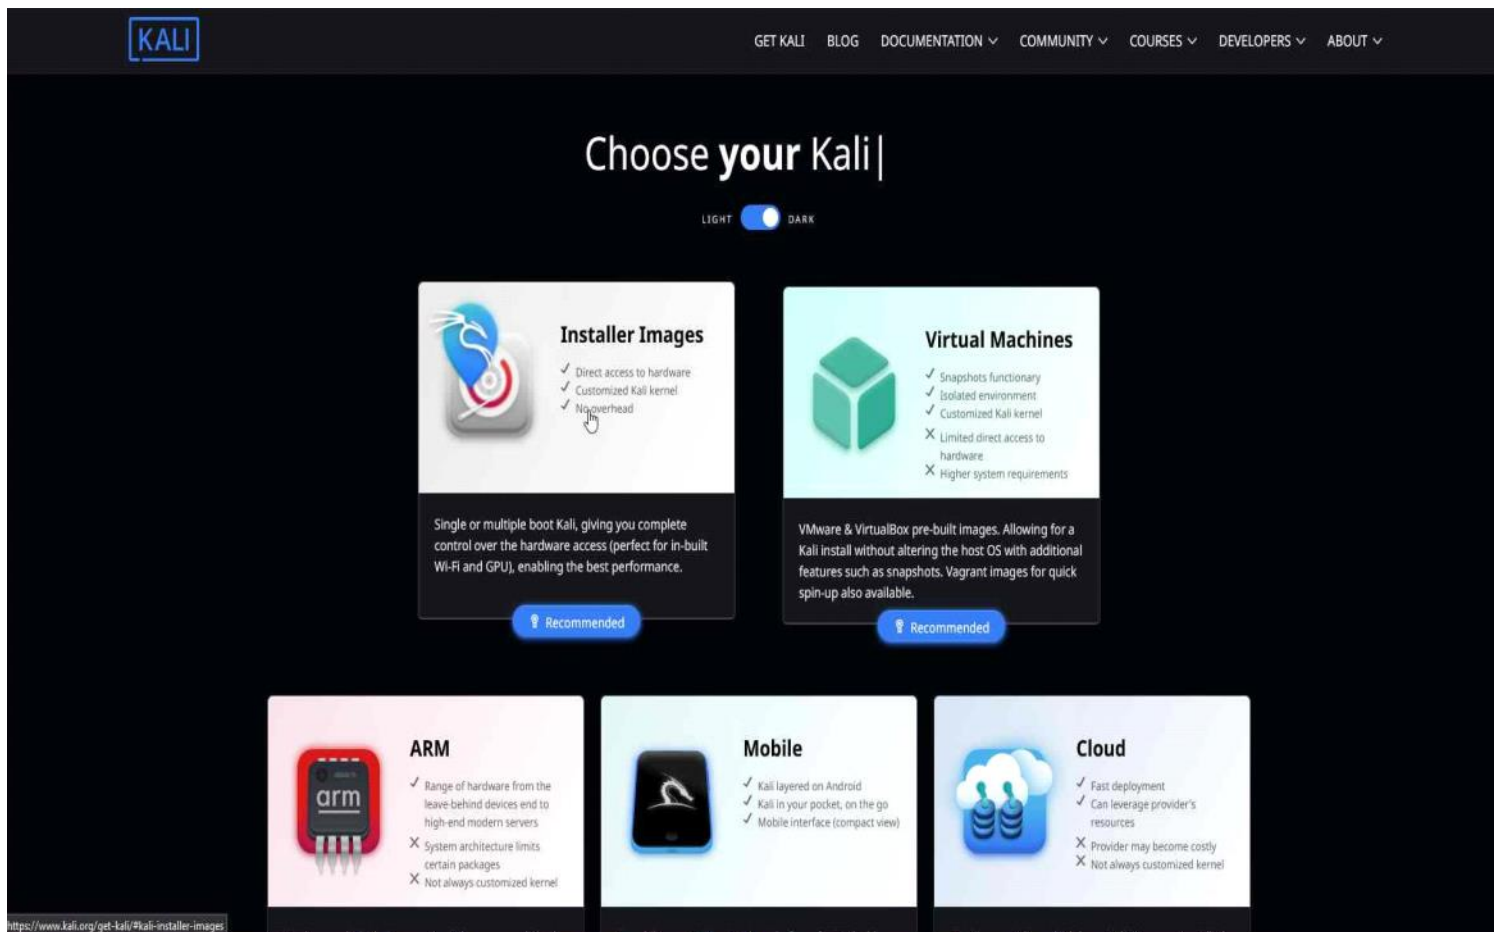 KALI
GET KALI BLOG DOCUMENTATION COMMUNITY COURSES DEVELOPERS ABOUT
Choose your Kali|
LIGHT DARK
Installer Images
✓ Direct access to hardware
✓ Customized Kali kernel
✓ No overhead
Single or multiple boot Kali, giving you complete
control over the hardware access (perfect for in-built
Wi-Fi and GPU), enabling the best performance.
Recommended
Virtual Machines
✓ Snapshots functionary
✓ Isolated environment
✓ Customized Kali kernel
X Limited direct access to
hardware
X Higher system requirements
VMware & VirtualBox pre-built images. Allowing for a
Kali install without altering the host OS with additional
features such as snapshots. Vagrant images for quick
spin-up also available.
Recommended
ARM
arm
✓ Range of hardware from the
leave-behind devices end to
high-end modern servers
X System architecture limits
certain packages
X Not always customized kernel
Mobile
✓ Kali layered on Android
✓ Kali in your pocket, on the go
✓ Mobile interface (compact view)
Cloud
✓ Fast deployment
✓ Can leverage provider's
resources
X Provider may become costly
X Not always customized kernel
https://www.kali.org/get-kali/#kali-installer-images